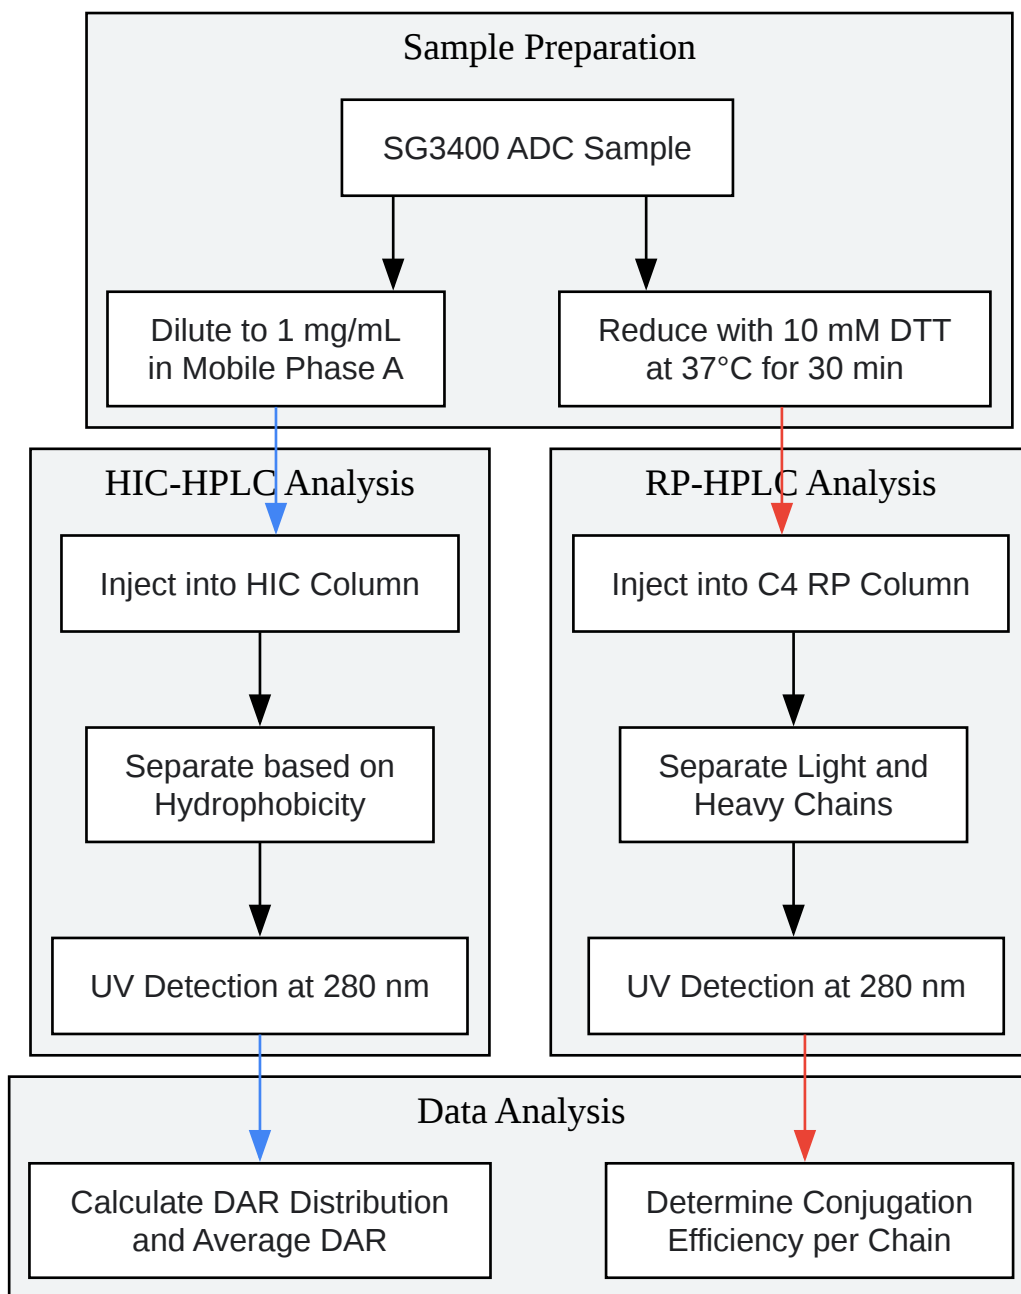 Sample Preparation
SG3400 ADC Sample
Dilute to 1 mg/mL
in Mobile Phase A
Reduce with 10 mM DTT
at 37°C for 30 min
HIC-HPLC Analysis
Inject into HIC Column
Separate based on
Hydrophobicity
UV Detection at 280 nm
RP-HPLC Analysis
Inject into C4 RP Column
Separate Light and
Heavy Chains
UV Detection at 280 nm
Data Analysis
Calculate DAR Distribution
and Average DAR
Determine Conjugation
Efficiency per Chain